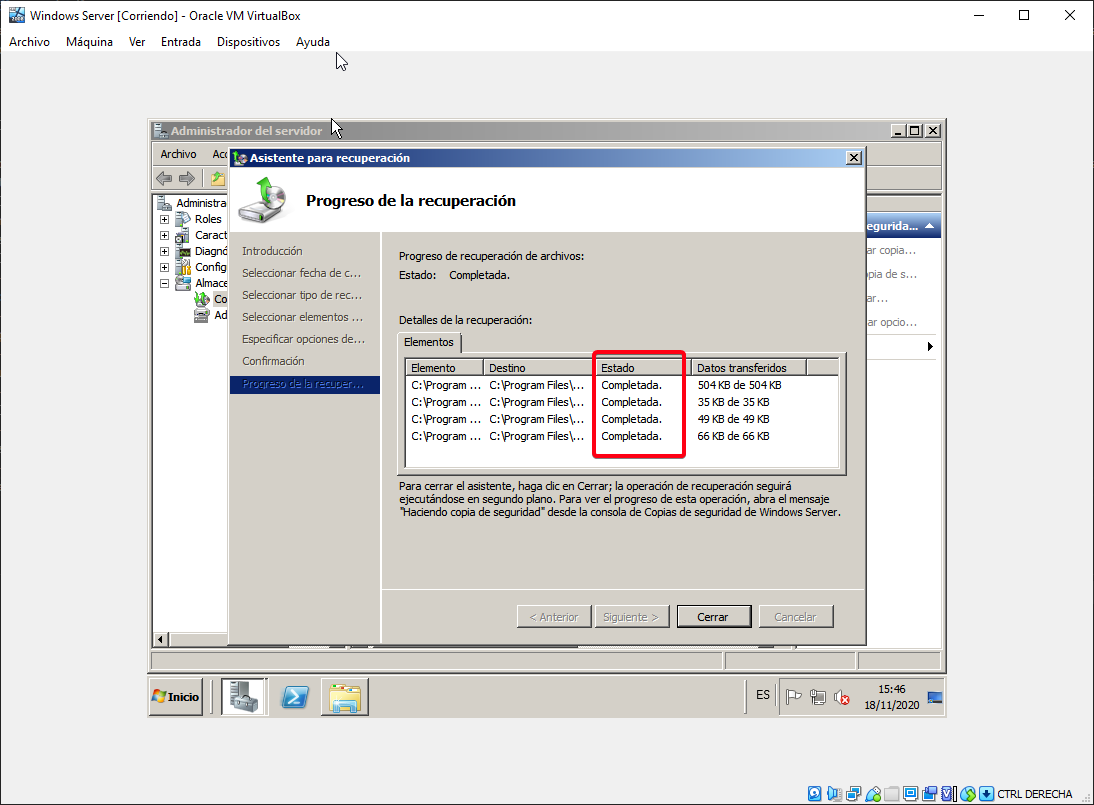 Windows Server [Corriendo] - Oracle VM VirtualBox
Archivo Máquina Ver Entrada Dispositivos Ayuda
Administrador del servidor
Archivo Acc
Asistente para recuperación
Progreso de la recuperación
Administra
Roles
Caract
Diagnó
Config
Almace
Co
Ad
Introducción
Seleccionar fecha de c...
Seleccionar tipo de rec...
Seleccionar elementos ...
Especificar opciones de...
Confirmación
Progreso de la recuper...
Progreso de recuperación de archivos:
Estado: Completada.
Detalles de la recuperación:
Elementos
Elemento Destino Estado Datos transferidos
C:\Program ... C:\Program Files\... Completada. 504 KB de 504 KB
C:\Program ... C:\Program Files\... Completada. 35 KB de 35 KB
C:\Program ... C:\Program Files\... Completada. 49 KB de 49 KB
C:\Program ... C:\Program Files\... Completada. 66 KB de 66 KB
Para cerrar el asistente, haga clic en Cerrar; la operación de recuperación seguirá
ejecutándose en segundo plano. Para ver el progreso de esta operación, abra el mensaje
"Haciendo copia de seguridad" desde la consola de Copias de seguridad de Windows Server.
< Anterior Siguiente > Cerrar Cancelar
egurida...
ar copia...
opia de s...
ar...
ar opcio...
Inicio
ES
15:46
18/11/2020
CTRL DERECHA